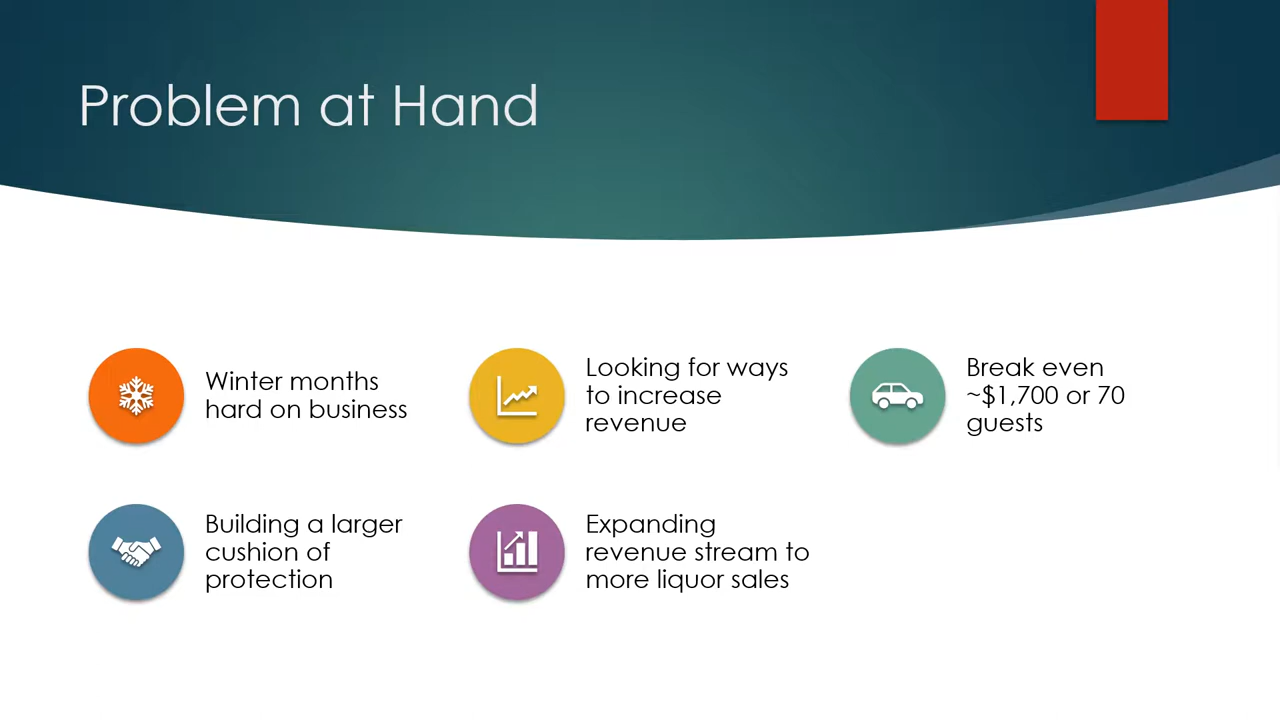 Problem at Hand
Winter months
hard on business
Looking for ways
to increase
revenue
Break even
~$1,700 or 70
guests
Building a larger
cushion of
protection
Expanding
revenue stream to
more liquor sales